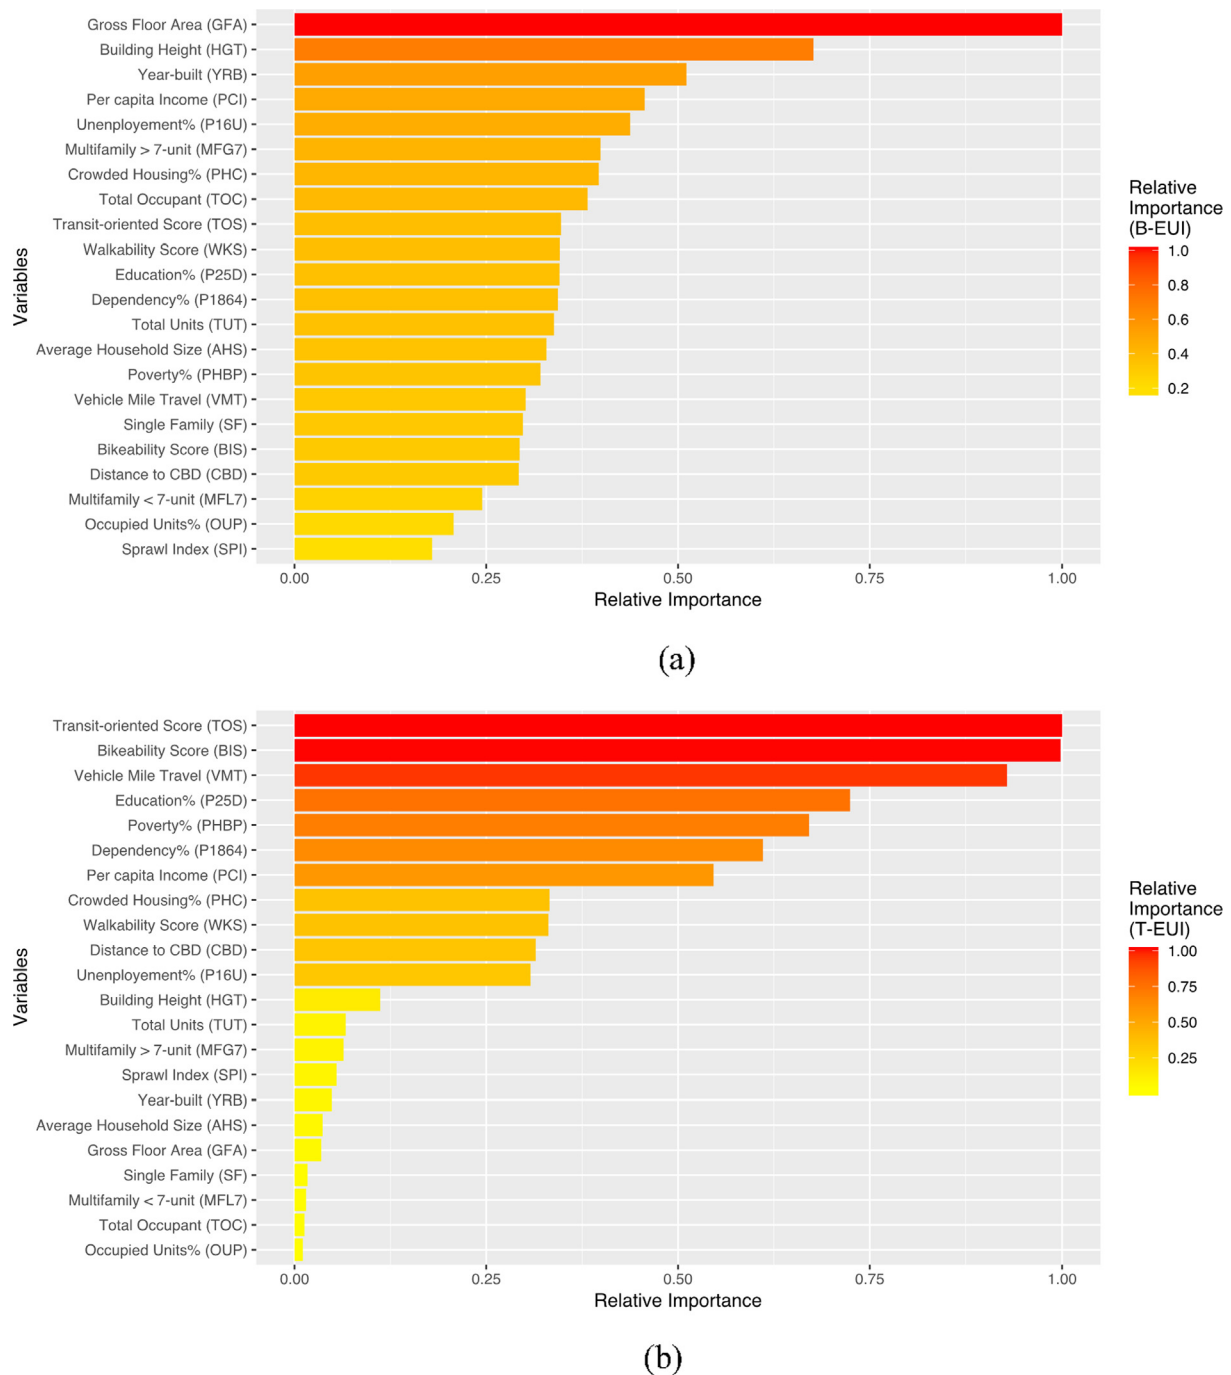 Gross Floor Area (GFA)
Building Height (HGT)
Year-built (YRB)
Per capita Income (PCI)
Unenployement% (P16U)
Multifamily > 7-unit (MFG7)
Crowded Housing% (PHC)
Total Occupant (TOC)
Transit-oriented Score (TOS)
Walkability Score (WKS)
Education% (P25D)
Dependency% (P1864)
Total Units (TUT)
Average Household Size (AHS)
Poverty% (PHBP)
Vehicle Mile Travel (VMT)
Single Family (SF)
Bikeability Score (BIS)
Distance to CBD (CBD)
Multifamily < 7-unit (MFL7)
Occupied Units% (OUP)
Sprawl Index (SPI)
Variables
0.00 0.25 0.50 0.75 1.00
Relative Importance
Relative
Importance
(B-EUI)
1.0
0.8
0.6
0.4
0.2
(a)
Transit-oriented Score (TOS)
Bikeability Score (BIS)
Vehicle Mile Travel (VMT)
Education% (P25D)
Poverty% (PHBP)
Dependency% (P1864)
Per capita Income (PCI)
Crowded Housing% (PHC)
Walkability Score (WKS)
Distance to CBD (CBD)
Unenployement% (P16U)
Building Height (HGT)
Total Units (TUT)
Multifamily > 7-unit (MFG7)
Sprawl Index (SPI)
Year-built (YRB)
Average Household Size (AHS)
Gross Floor Area (GFA)
Single Family (SF)
Multifamily < 7-unit (MFL7)
Total Occupant (TOC)
Occupied Units% (OUP)
Variables
0.00 0.25 0.50 0.75 1.00
Relative Importance
Relative
Importance
(T-EUI)
1.00
0.75
0.50
0.25
(b)